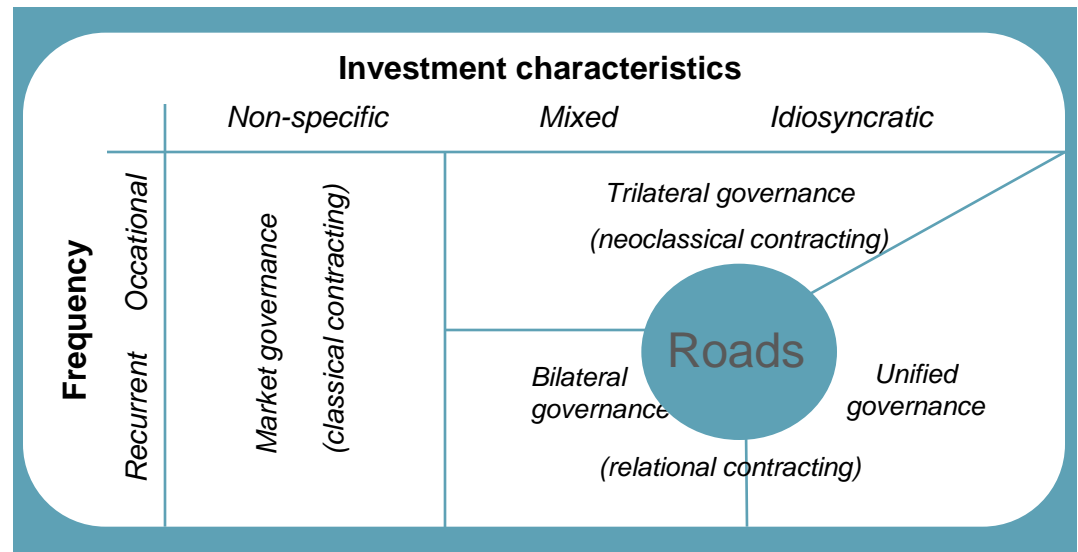 Investment characteristics
Non-specific Mixed Idiosyncratic
Frequency
Occational
Recurrent
Market governance
(classical contracting)
Trilateral governance
(neoclassical contracting)
Roads
Bilateral
governance
Unified
governance
(relational contracting)